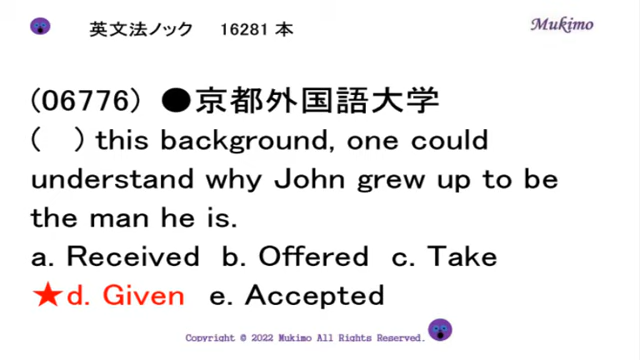 英文法ノック 16281 本
Mukimo
(06776) ●京都外国語大学
( ) this background, one could
understand why John grew up to be
the man he is.
a. Received b. Offered c. Take
★d. Given e. Accepted
Copyright © 2022 Mukimo All Rights Reserved.